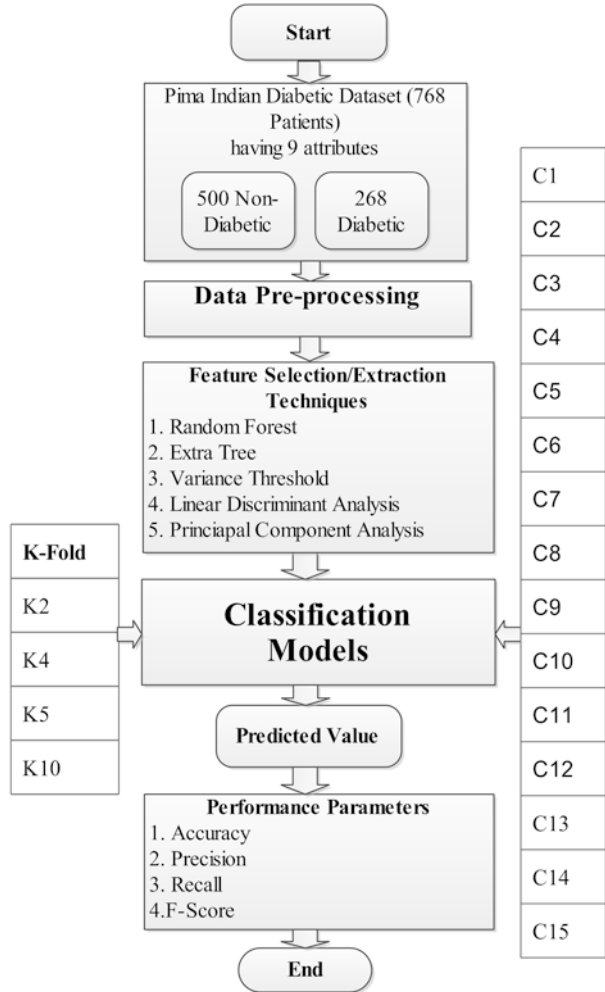 Start
Pima Indian Diabetic Dataset (768
Patients)
having 9 attributes
500 Non-
Diabetic
268
Diabetic
Data Pre-processing
Feature Selection/Extraction
Techniques
1. Random Forest
2. Extra Tree
3. Variance Threshold
4. Linear Discriminant Analysis
5. Princiapal Component Analysis
K-Fold
K2
K4
K5
K10
Classification
Models
C1
C2
C3
C4
C5
C6
C7
C8
C9
C10
C11
C12
C13
C14
C15
Predicted Value
Performance Parameters
1. Accuracy
2. Precision
3. Recall
4.F-Score
End